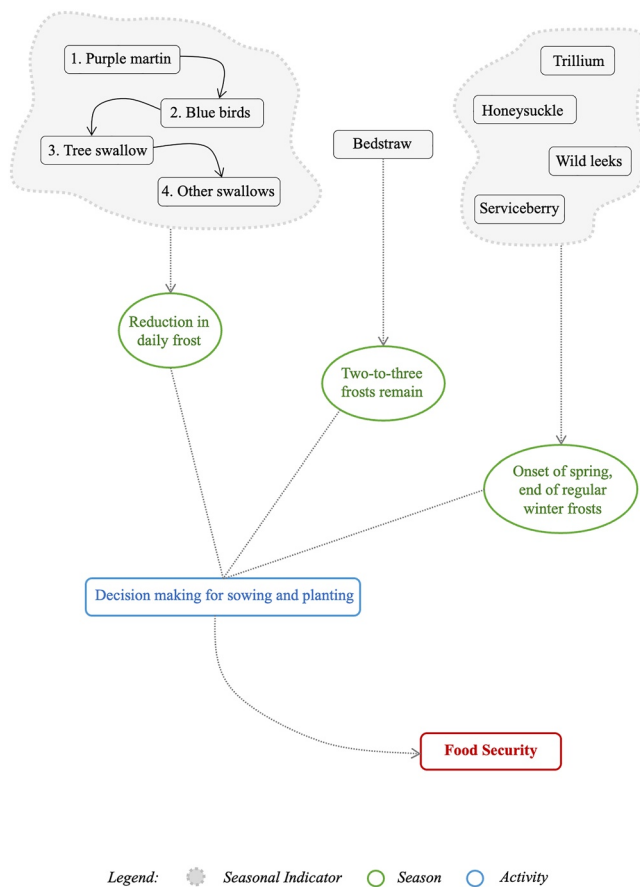 1. Purple martin
2. Blue birds
3. Tree swallow
4. Other swallows
Bedstraw
Trillium
Honeysuckle
Wild leeks
Serviceberry
Reduction in
daily frost
Two-to-three
frosts remain
Onset of spring,
end of regular
winter frosts
Decision making for sowing and planting
Food Security
Legend: Seasonal Indicator Season Activity